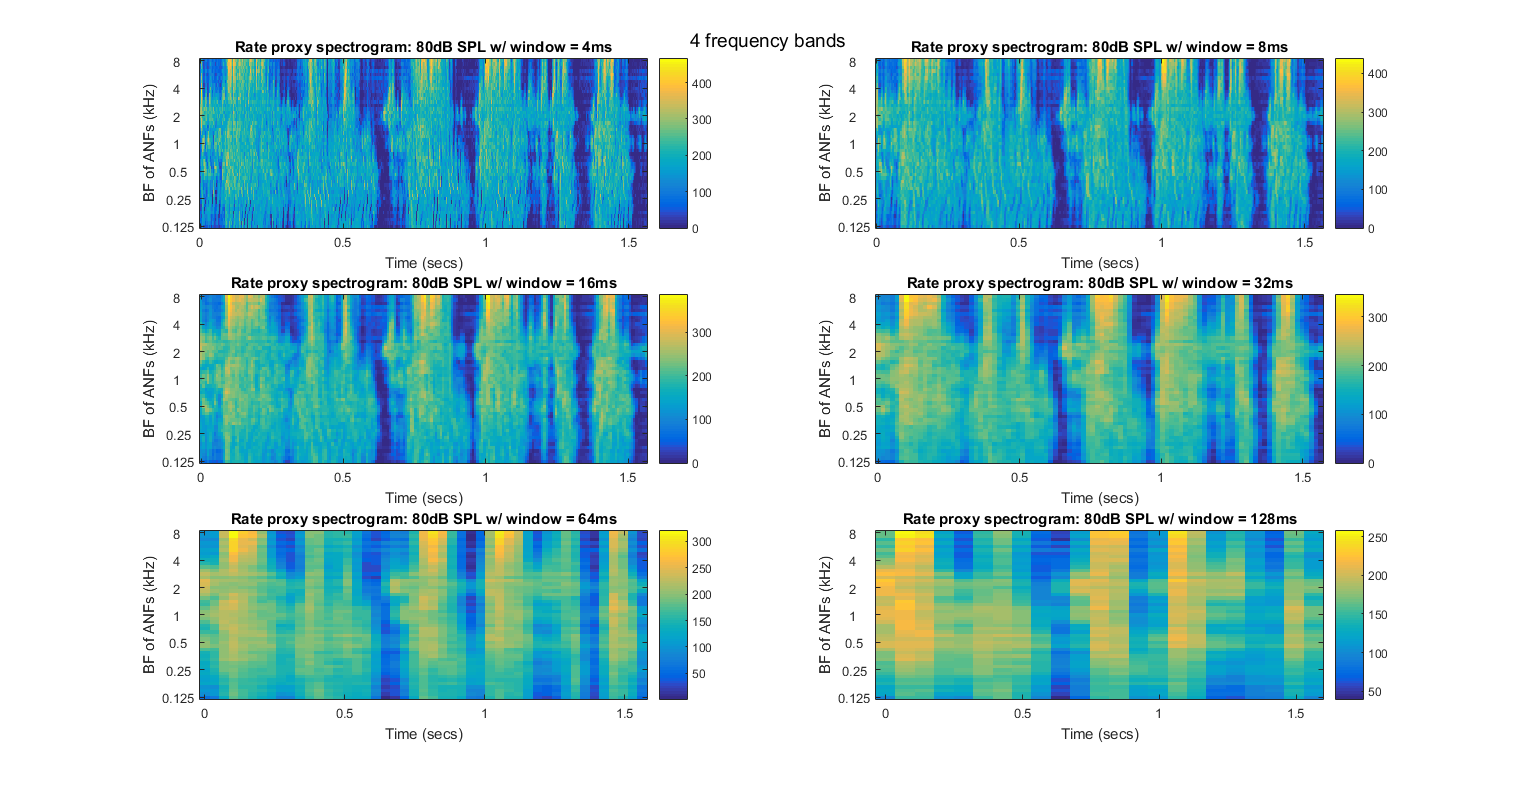 4 frequency bands
Rate proxy spectrogram: 80dB SPL w/ window = 4ms
BF of ANFs (kHz)
8
4
2
1
0.5
0.25
0.125
0 0.5 1 1.5
Time (secs)
400
300
200
100
0
Rate proxy spectrogram: 80dB SPL w/ window = 8ms
BF of ANFs (kHz)
8
4
2
1
0.5
0.25
0.125
0 0.5 1 1.5
Time (secs)
400
300
200
100
0
Rate proxy spectrogram: 80dB SPL w/ window = 16ms
BF of ANFs (kHz)
8
4
2
1
0.5
0.25
0.125
0 0.5 1 1.5
Time (secs)
300
200
100
0
Rate proxy spectrogram: 80dB SPL w/ window = 32ms
BF of ANFs (kHz)
8
4
2
1
0.5
0.25
0.125
0 0.5 1 1.5
Time (secs)
300
200
100
0
Rate proxy spectrogram: 80dB SPL w/ window = 64ms
BF of ANFs (kHz)
8
4
2
1
0.5
0.25
0.125
0 0.5 1 1.5
Time (secs)
300
250
200
150
100
50
Rate proxy spectrogram: 80dB SPL w/ window = 128ms
BF of ANFs (kHz)
8
4
2
1
0.5
0.25
0.125
0 0.5 1 1.5
Time (secs)
250
200
150
100
50